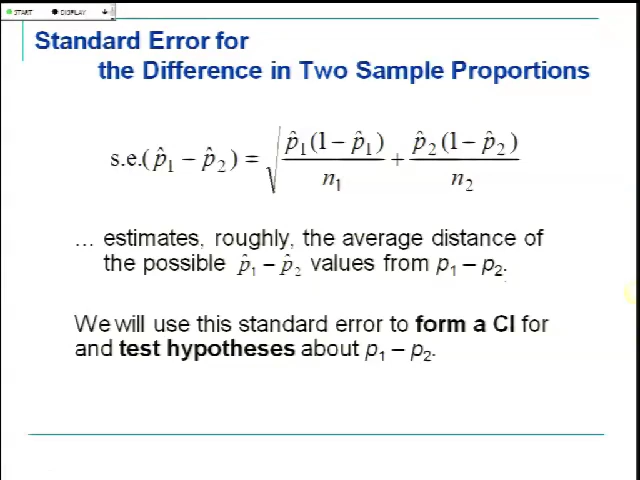 START DISPLAY
Standard Error for
the Difference in Two Sample Proportions
s.e.(p̂₁ − p̂₂) = √(p̂₁(1 − p̂₁)/n₁ + p̂₂(1 − p̂₂)/n₂)
... estimates, roughly, the average distance of
the possible p̂₁ − p̂₂ values from p₁ – p₂.
We will use this standard error to form a CI for
and test hypotheses about p₁ – p₂.